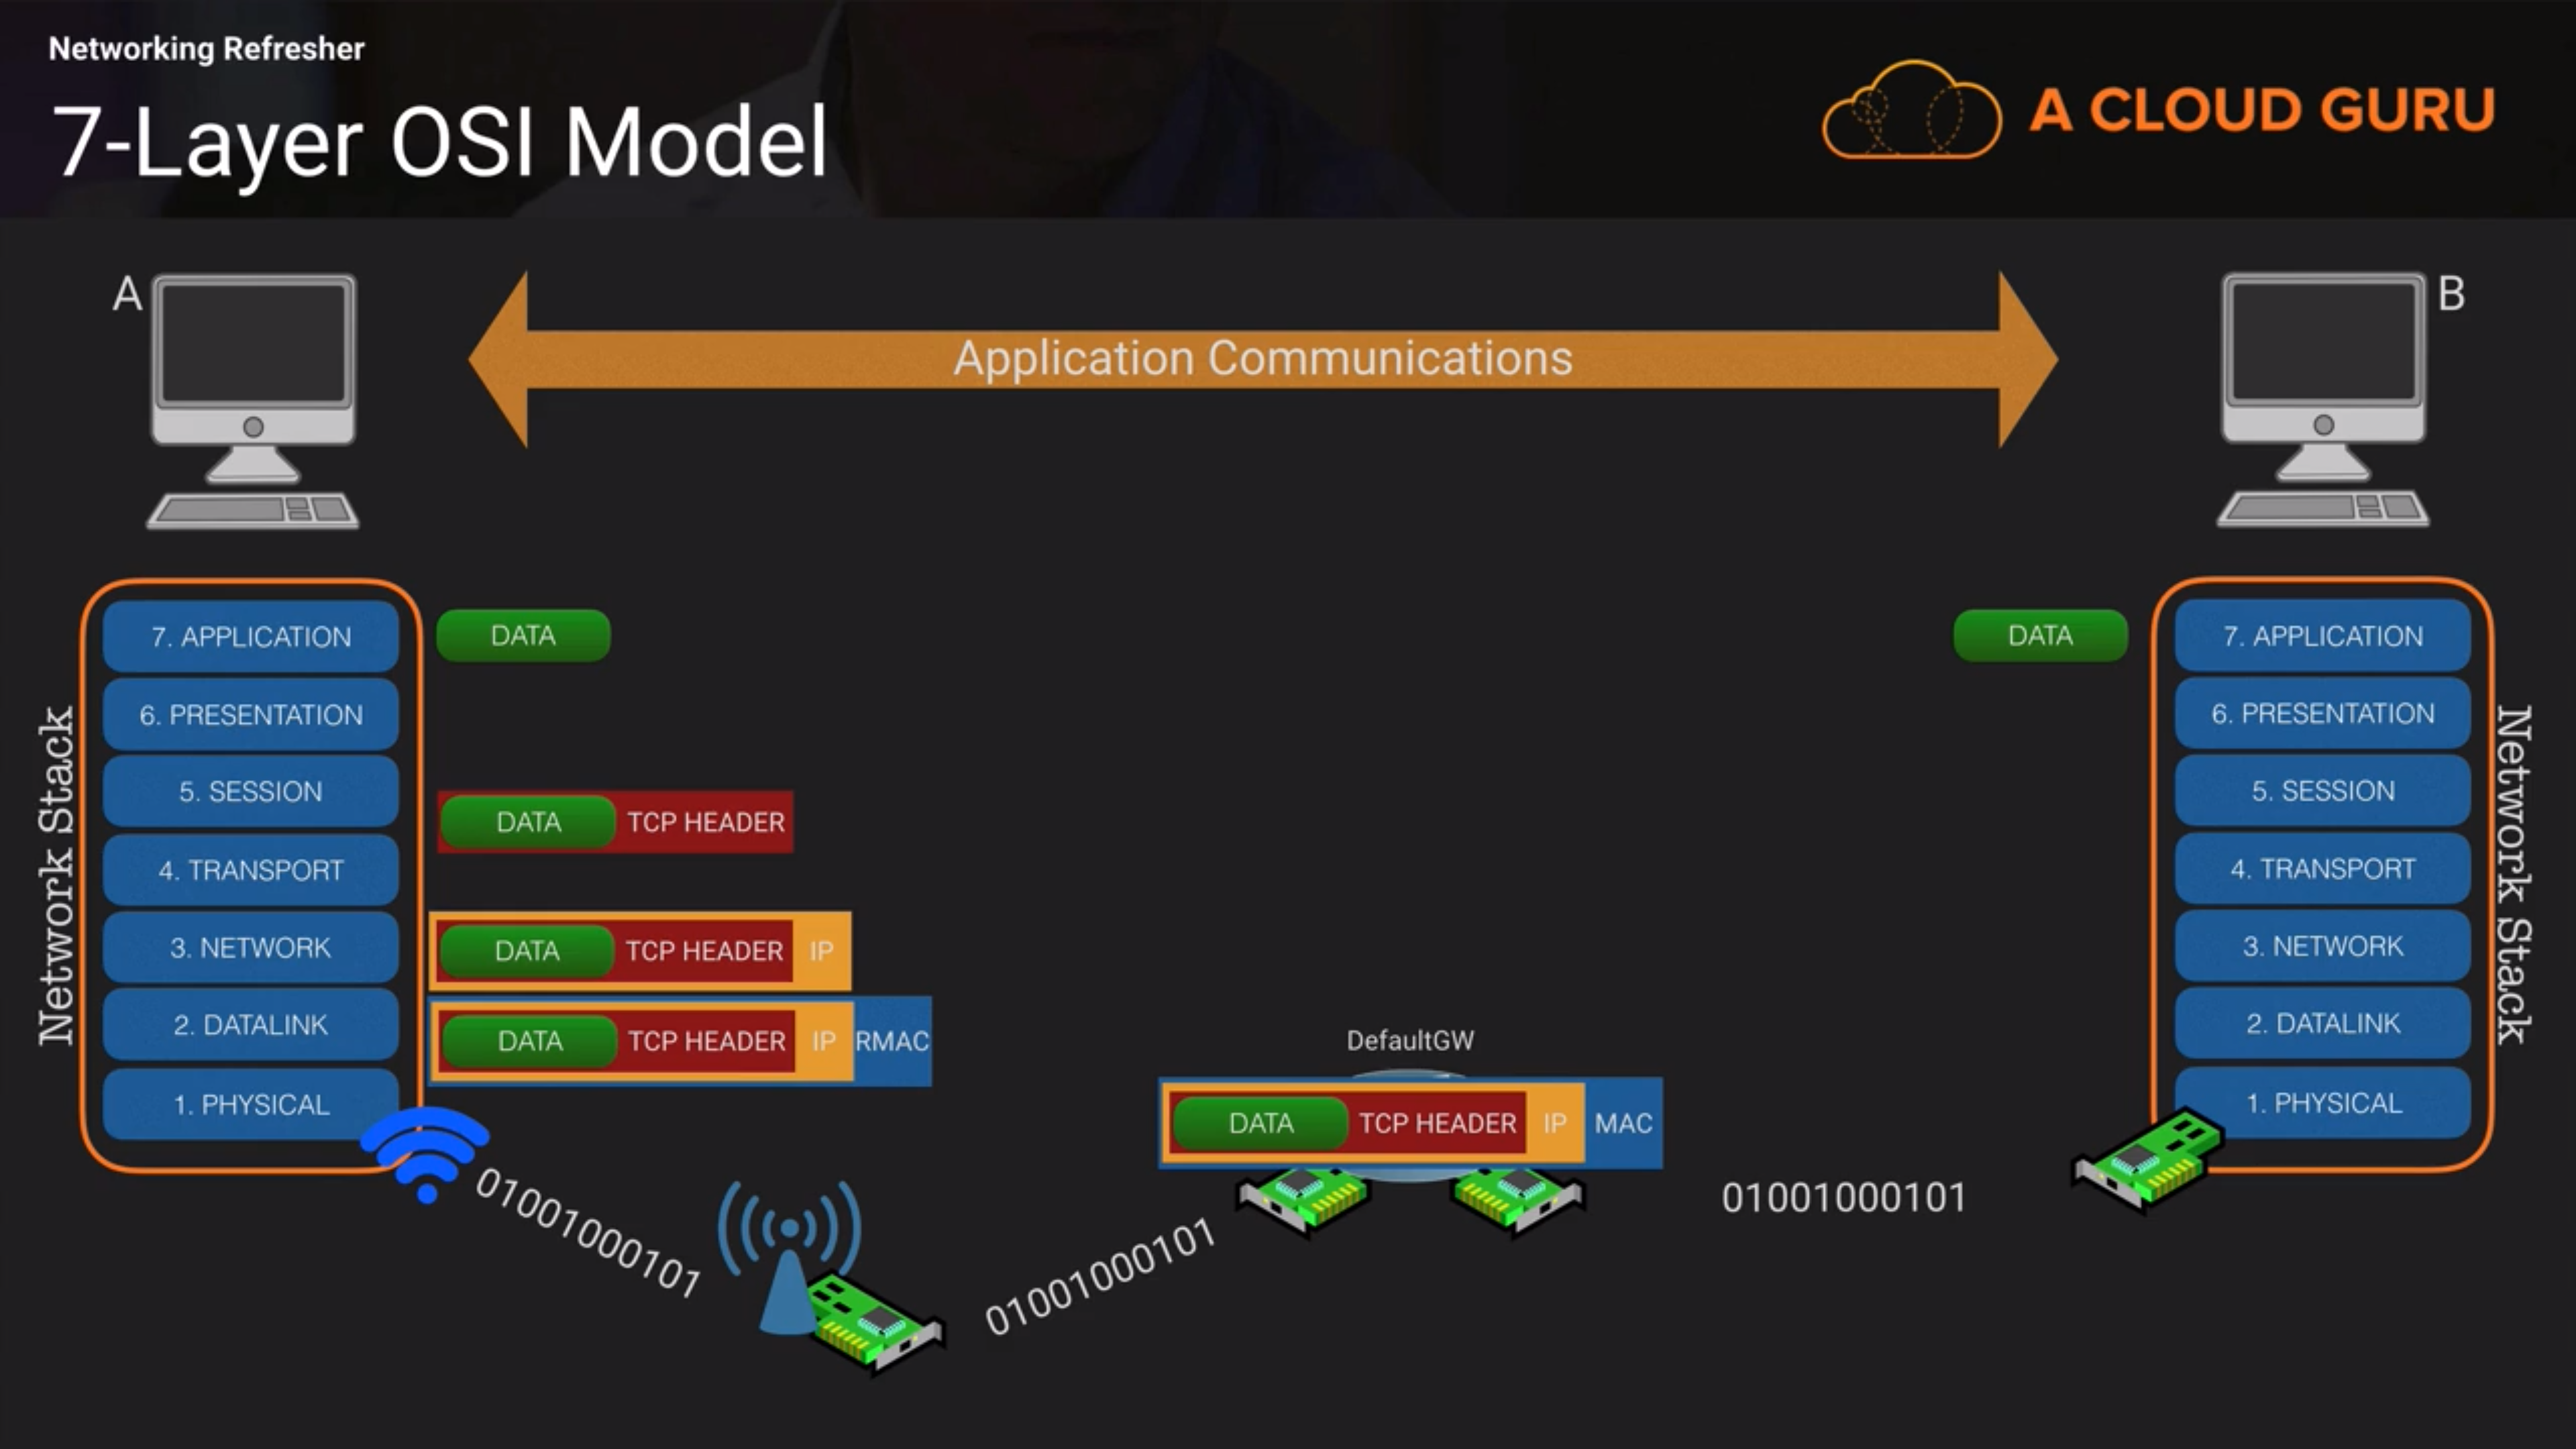 Networking Refresher
7-Layer OSI Model
A CLOUD GURU
A
Application Communications
B
Network Stack
7. APPLICATION
6. PRESENTATION
5. SESSION
4. TRANSPORT
3. NETWORK
2. DATALINK
1. PHYSICAL
DATA
DATA TCP HEADER
DATA TCP HEADER IP
DATA TCP HEADER IP RMAC
01001000101
01001000101
DefaultGW
DATA TCP HEADER IP MAC
01001000101
DATA
7. APPLICATION
6. PRESENTATION
5. SESSION
4. TRANSPORT
3. NETWORK
2. DATALINK
1. PHYSICAL
Network Stack